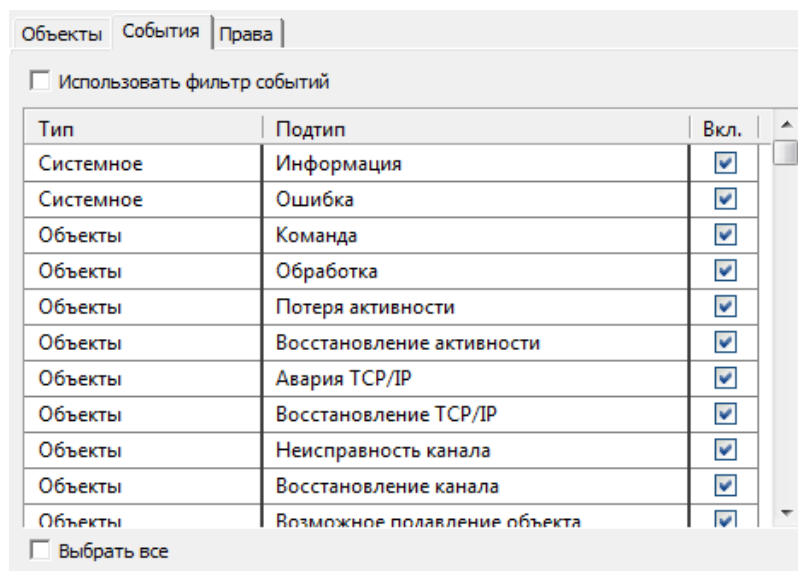 Объекты События Права
Использовать фильтр событий
Тип Подтип Вкл.
Системное Информация
Системное Ошибка
Объекты Команда
Объекты Обработка
Объекты Потеря активности
Объекты Восстановление активности
Объекты Авария TCP/IP
Объекты Восстановление TCP/IP
Объекты Неисправность канала
Объекты Восстановление канала
Объекты Возможное подавление объекта
Выбрать все